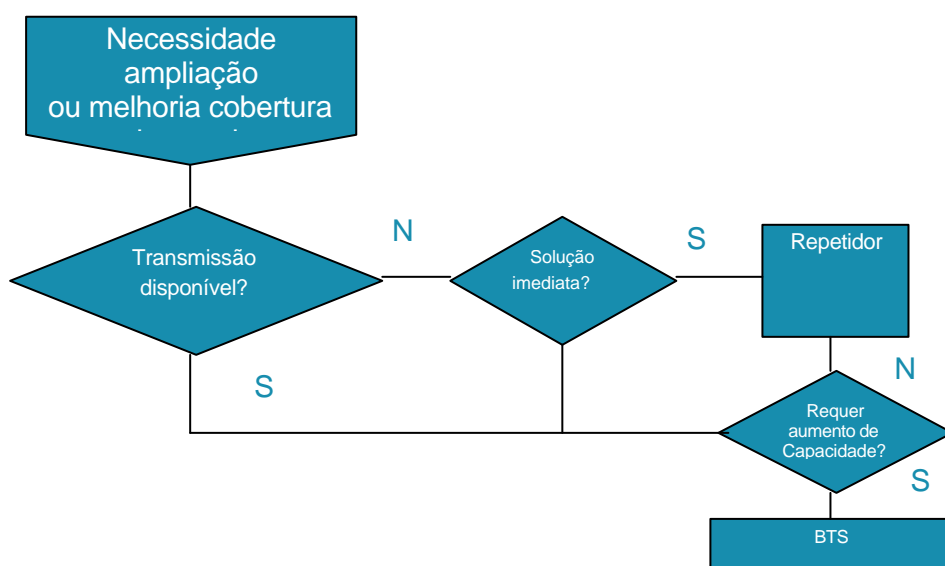 Necessidade
ampliação
ou melhoria cobertura
Transmissão
disponível?
N
Solução
imediata?
S
Repetidor
S
N
Requer
aumento de
Capacidade?
S
BTS